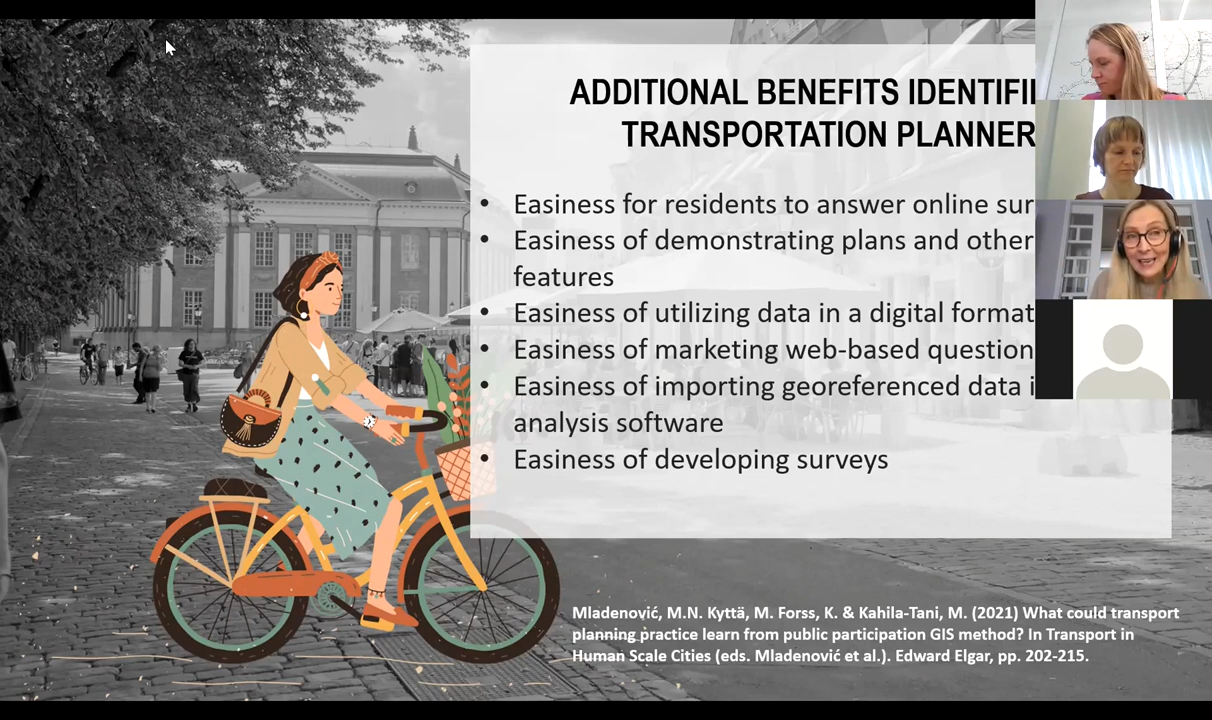 ADDITIONAL BENEFITS IDENTIFI
TRANSPORTATION PLANNER
• Easiness for residents to answer online sur
• Easiness of demonstrating plans and other
features
• Easiness of utilizing data in a digital format
• Easiness of marketing web-based question
• Easiness of importing georeferenced data i
analysis software
• Easiness of developing surveys
Mladenović, M.N. Kyttä, M. Forss, K. & Kahila-Tani, M. (2021) What could transport
planning practice learn from public participation GIS method? In Transport in
Human Scale Cities (eds. Mladenović et al.). Edward Elgar, pp. 202-215.